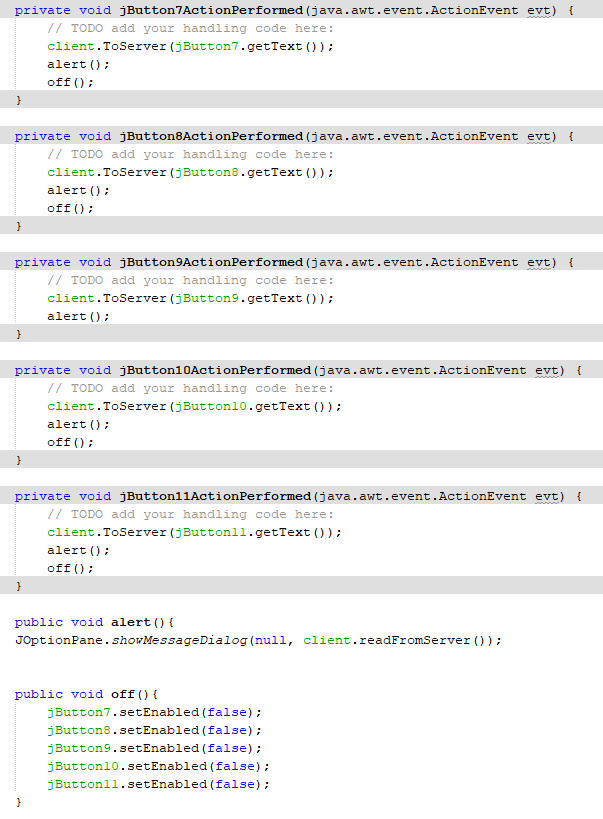 private void jButton7ActionPerformed(java.awt.event.ActionEvent evt) {
// TODO add your handling code here:
client.ToServer(jButton7.getText());
alert();
off();
}
private void jButton8ActionPerformed(java.awt.event.ActionEvent evt) {
// TODO add your handling code here:
client.ToServer(jButton8.getText());
alert();
off();
}
private void jButton9ActionPerformed(java.awt.event.ActionEvent evt) {
// TODO add your handling code here:
client.ToServer(jButton9.getText());
alert();
}
private void jButton10ActionPerformed(java.awt.event.ActionEvent evt) {
// TODO add your handling code here:
client.ToServer(jButton10.getText());
alert();
off();
}
private void jButton11ActionPerformed(java.awt.event.ActionEvent evt) {
// TODO add your handling code here:
client.ToServer(jButton11.getText());
alert();
off();
}
public void alert(){
JOptionPane.showMessageDialog(null, client.readFromServer());
public void off(){
jButton7.setEnabled(false);
jButton8.setEnabled(false);
jButton9.setEnabled(false);
jButton10.setEnabled(false);
jButton11.setEnabled(false);
}